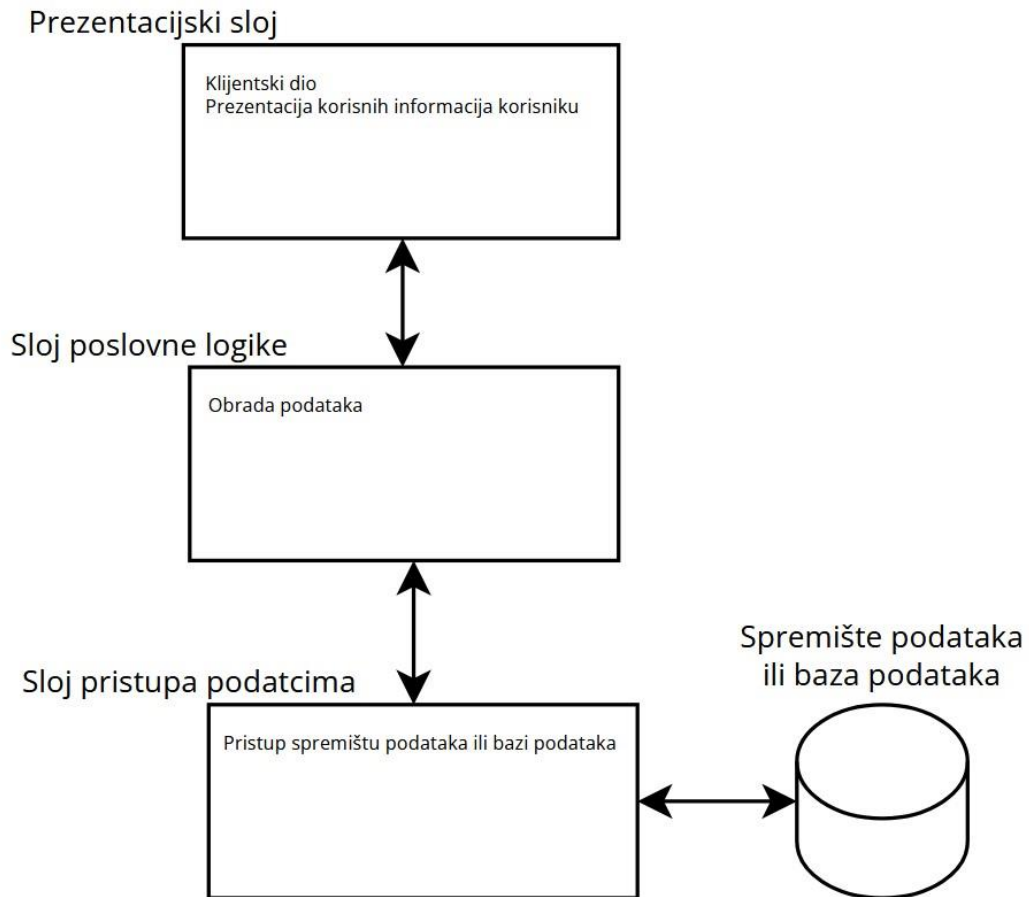 Prezentacijski sloj
Klijentski dio
Prezentacija korisnih informacija korisniku
Sloj poslovne logike
Obrada podataka
Spremište podataka
ili baza podataka
Sloj pristupa podatcima
Pristup spremištu podataka ili bazi podataka